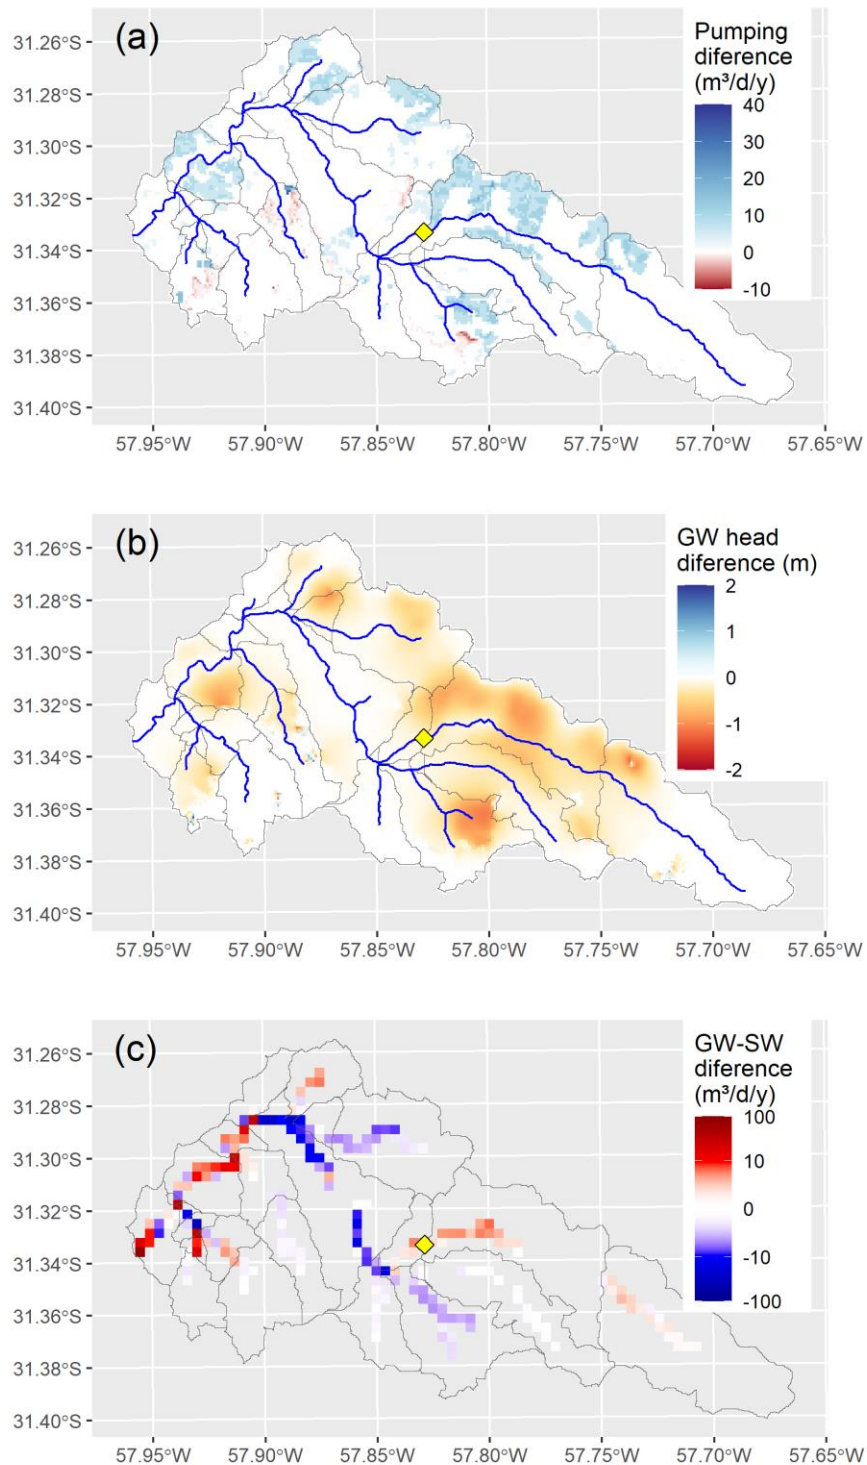 (a)
Pumping
diference
(m³/d/y)
40
30
20
10
0
-10
31.26°S
31.28°S
31.30°S
31.32°S
31.34°S
31.36°S
31.38°S
31.40°S
57.95°W 57.90°W 57.85°W 57.80°W 57.75°W 57.70°W 57.65°W
(b)
GW head
diference (m)
2
1
0
-1
-2
31.26°S
31.28°S
31.30°S
31.32°S
31.34°S
31.36°S
31.38°S
31.40°S
57.95°W 57.90°W 57.85°W 57.80°W 57.75°W 57.70°W 57.65°W
(c)
GW-SW
diference
(m³/d/y)
100
10
0
-10
-100
31.26°S
31.28°S
31.30°S
31.32°S
31.34°S
31.36°S
31.38°S
31.40°S
57.95°W 57.90°W 57.85°W 57.80°W 57.75°W 57.70°W 57.65°W